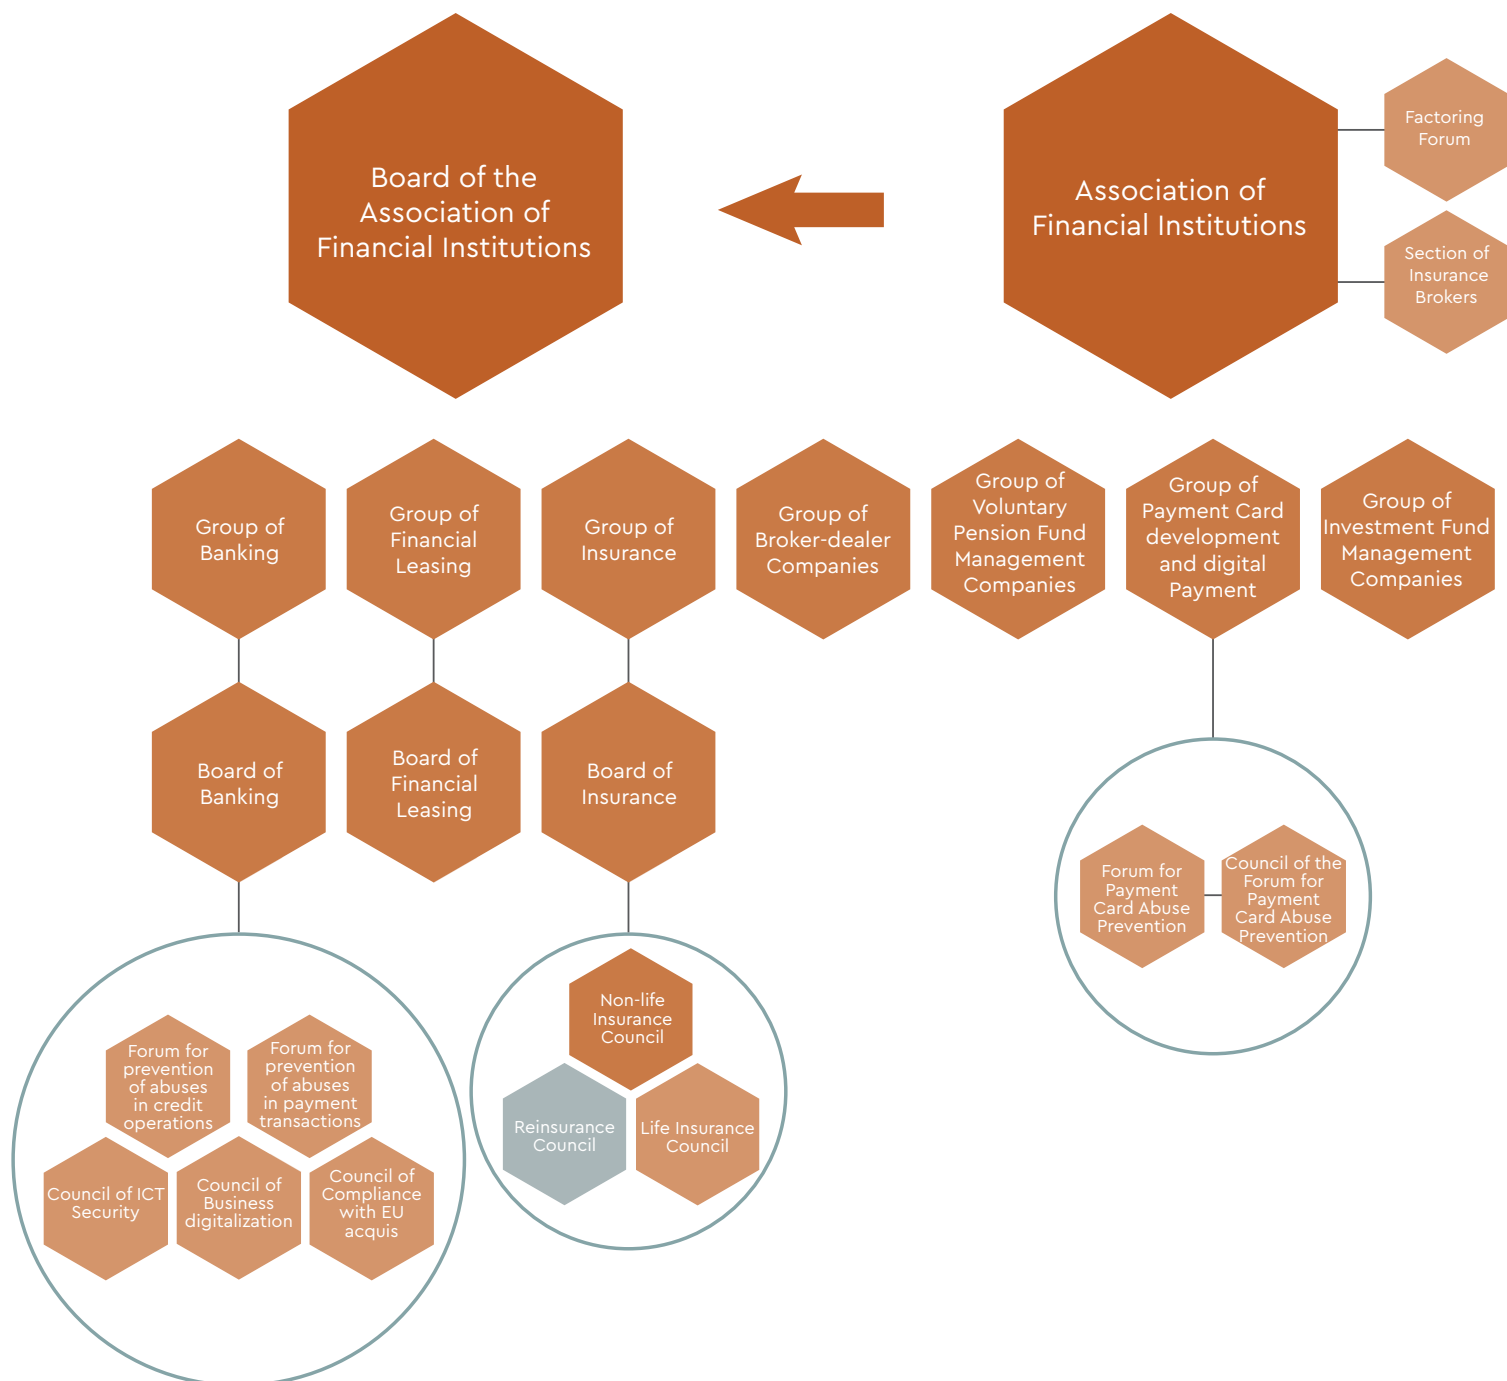 Board of the
Association of
Financial Institutions
Association of
Financial Institutions
Factoring
Forum
Section of
Insurance
Brokers
Group of
Banking
Group of
Financial
Leasing
Group of
Insurance
Group of
Broker-dealer
Companies
Group of
Voluntary
Pension Fund
Management
Companies
Group of
Payment Card
development
and digital
Payment
Group of
Investment Fund
Management
Companies
Board of
Banking
Board of
Financial
Leasing
Board of
Insurance
Forum for
Payment
Card Abuse
Prevention
Council of the
Forum for
Payment
Card Abuse
Prevention
Forum for
prevention
of abuses
in credit
operations
Forum for
prevention
of abuses
in payment
transactions
Council of ICT
Security
Council of
Business
digitalization
Council of
Compliance
with EU
acquis
Non-life
Insurance
Council
Reinsurance
Council
Life Insurance
Council